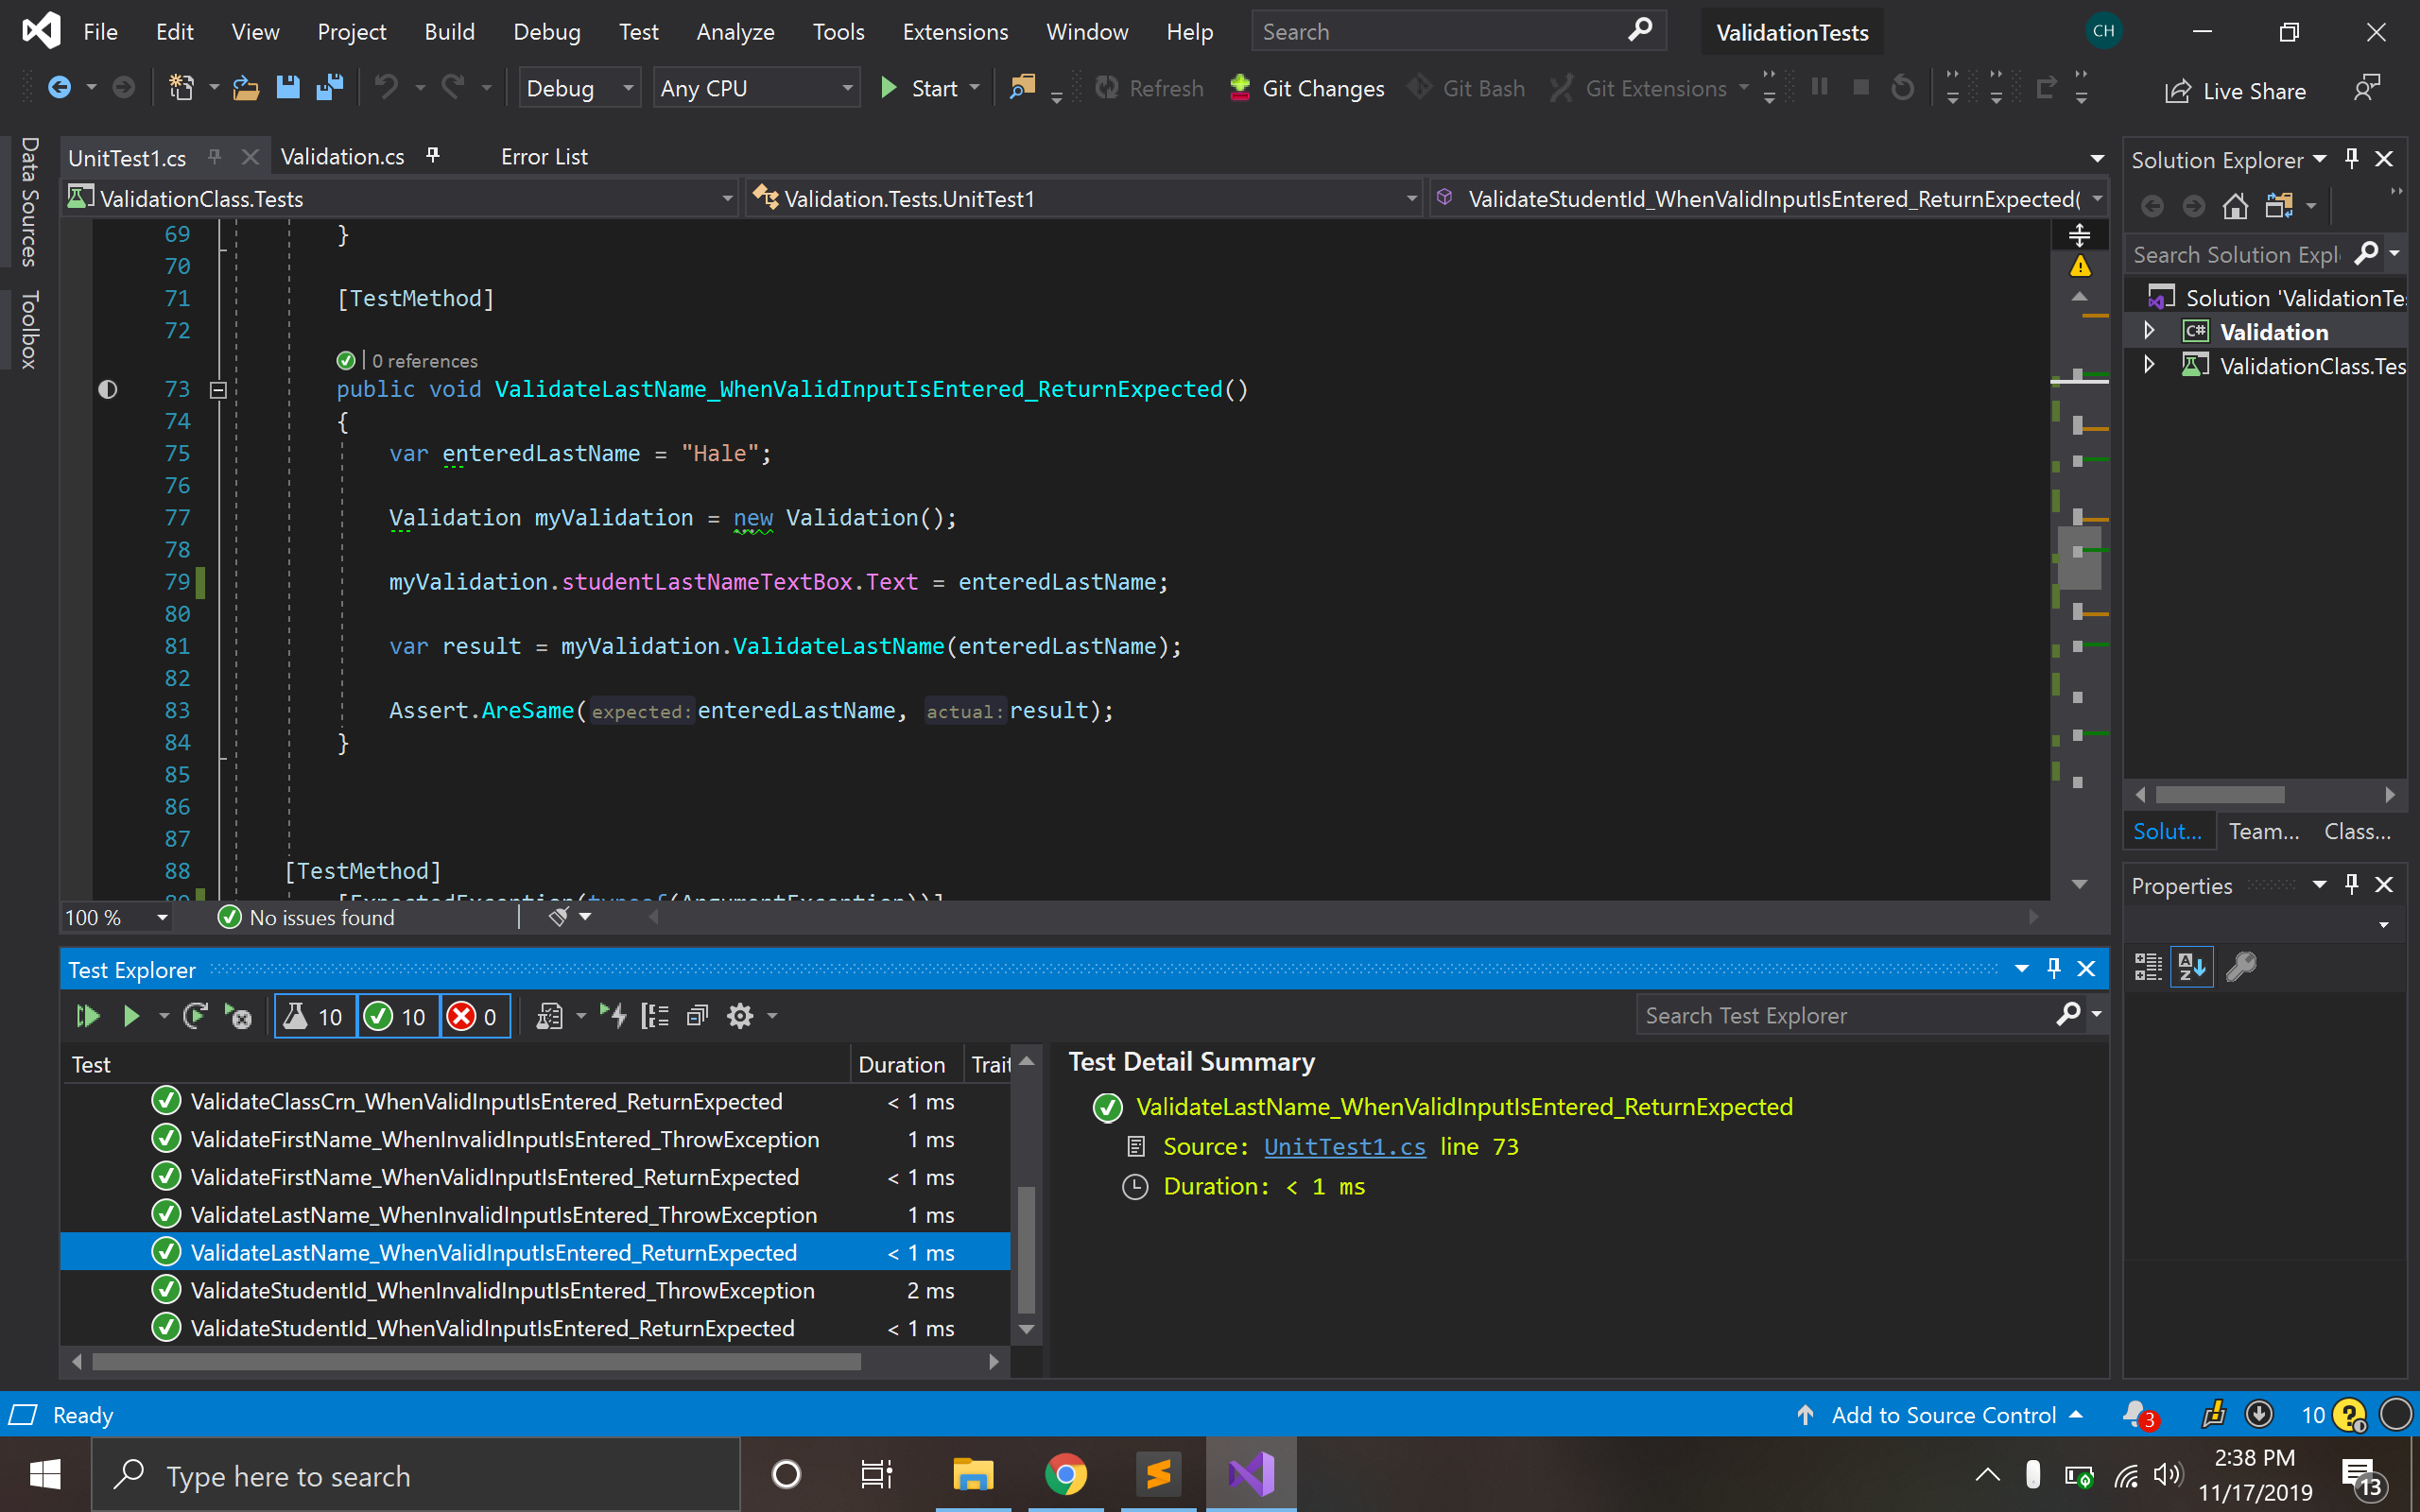 File Edit View Project Build Debug Test Analyze Tools Extensions Window Help Search ValidationTests CH
Debug Any CPU Start Refresh Git Changes Git Bash Git Extensions Live Share
Data Sources
Toolbox
UnitTest1.cs Validation.cs Error List
ValidationClass.Tests Validation.Tests.UnitTest1 ValidateStudentId_WhenValidInputIsEntered_ReturnExpected(
69 }
70
71 [TestMethod]
72
0 references
73 public void ValidateLastName_WhenValidInputIsEntered_ReturnExpected()
74 {
75 var enteredLastName = "Hale";
76
77 Validation myValidation = new Validation();
78
79 myValidation.studentLastNameTextBox.Text = enteredLastName;
80
81 var result = myValidation.ValidateLastName(enteredLastName);
82
83 Assert.AreSame(expected: enteredLastName, actual: result);
84 }
85
86
87
88 [TestMethod]
89 [ExpectedException(typeof(ArgumentException))]
100 % No issues found
Solution Explorer
Search Solution Expl
Solution 'ValidationTe
C# Validation
ValidationClass.Tes
Solut... Team... Class...
Properties
Test Explorer
10 10 0 Search Test Explorer
Test Duration Trait
ValidateClassCrn_WhenValidInputIsEntered_ReturnExpected < 1 ms
ValidateFirstName_WhenInvalidInputIsEntered_ThrowException 1 ms
ValidateFirstName_WhenValidInputIsEntered_ReturnExpected < 1 ms
ValidateLastName_WhenInvalidInputIsEntered_ThrowException 1 ms
ValidateLastName_WhenValidInputIsEntered_ReturnExpected < 1 ms
ValidateStudentId_WhenInvalidInputIsEntered_ThrowException 2 ms
ValidateStudentId_WhenValidInputIsEntered_ReturnExpected < 1 ms
Test Detail Summary
ValidateLastName_WhenValidInputIsEntered_ReturnExpected
Source: UnitTest1.cs line 73
Duration: < 1 ms
Ready Add to Source Control 3 10
Type here to search
2:38 PM
11/17/2019
13